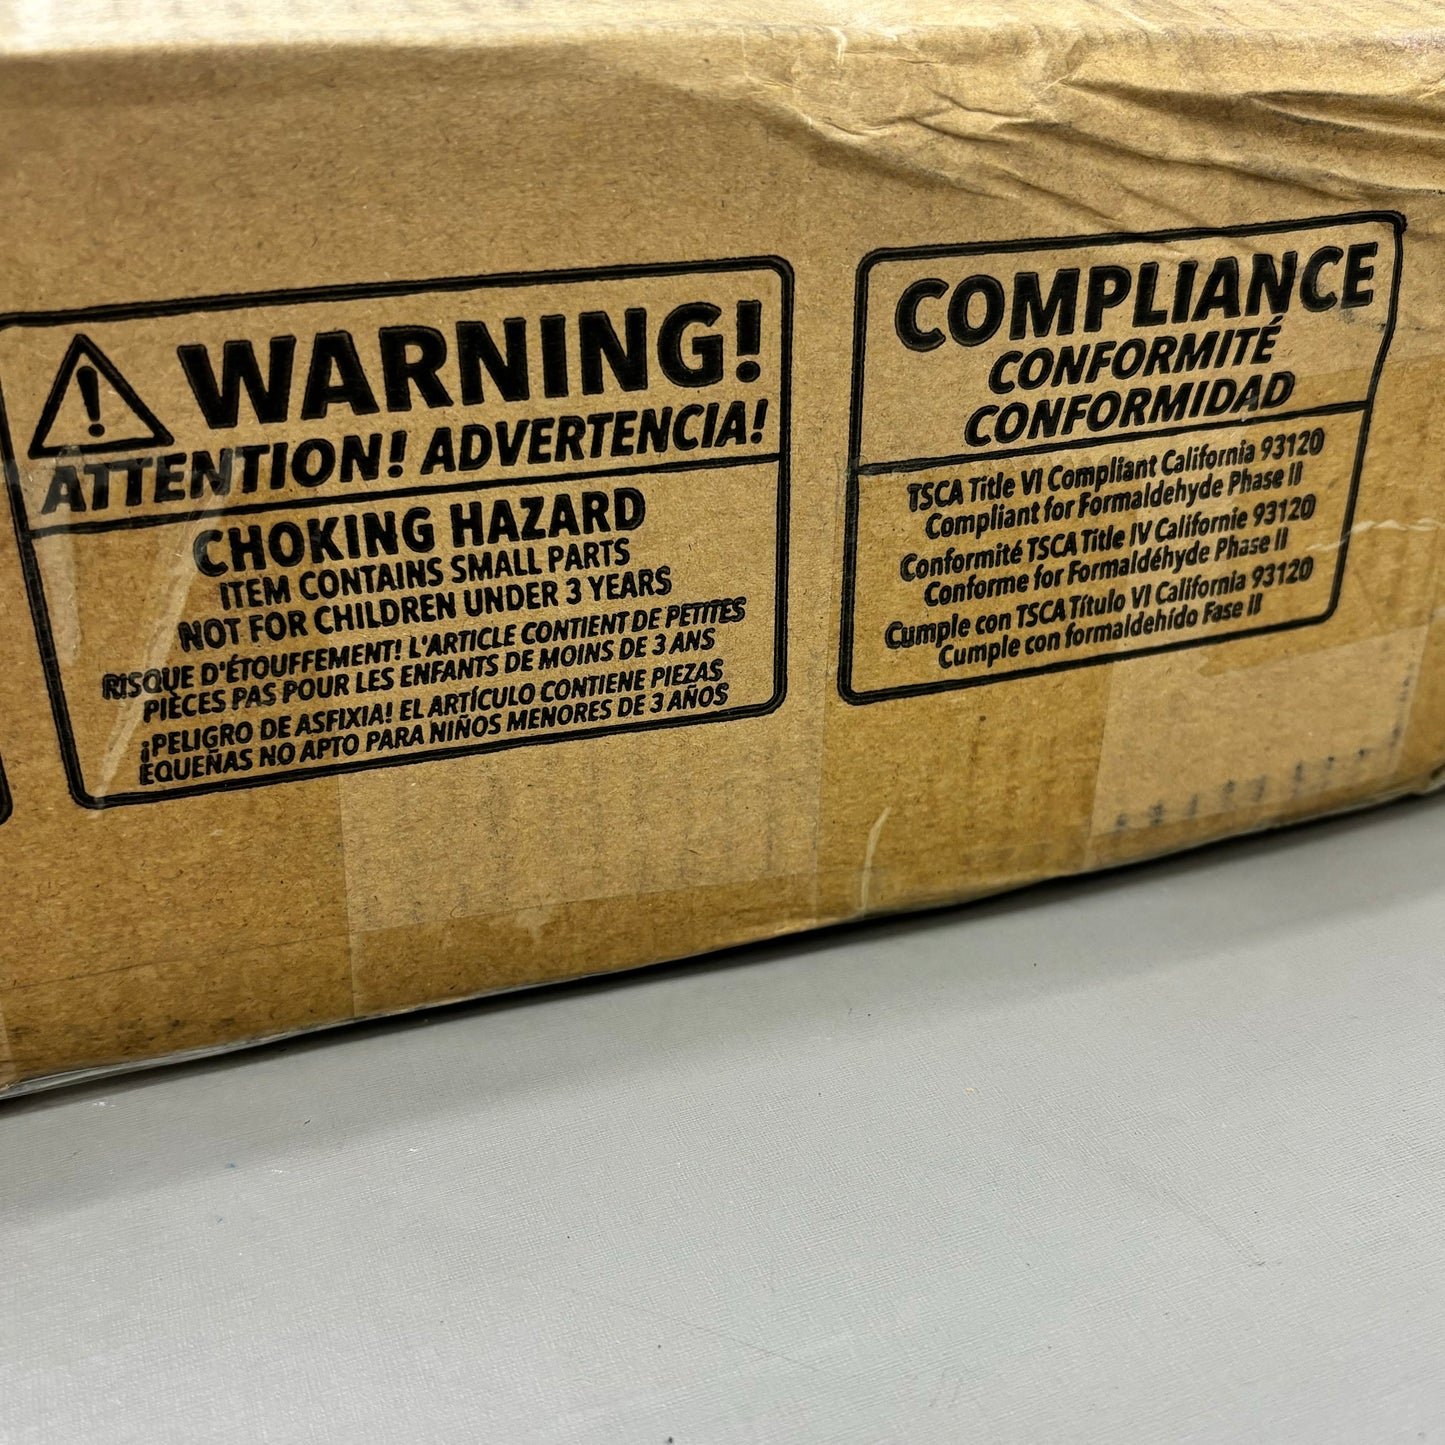 WARNING!
ATTENTION! ADVERTENCIA!
CHOKING HAZARD
ITEM CONTAINS SMALL PARTS
NOT FOR CHILDREN UNDER 3 YEARS
RISQUE D'ÉTOUFFEMENT! L'ARTICLE CONTIENT DE PETITES
PIÈCES PAS POUR LES ENFANTS DE MOINS DE 3 ANS
¡PELIGRO DE ASFIXIA! EL ARTÍCULO CONTIENE PIEZAS
EQUEÑAS NO APTO PARA NIÑOS MENORES DE 3 AÑOS
COMPLIANCE
CONFORMITÉ
CONFORMIDAD
TSCA Title VI Compliant California 93120
Compliant for Formaldehyde Phase II
Conformité TSCA Title IV Californie 93120
Conforme for Formaldéhyde Phase II
Cumple con TSCA Título VI California 93120
Cumple con formaldehído Fase II